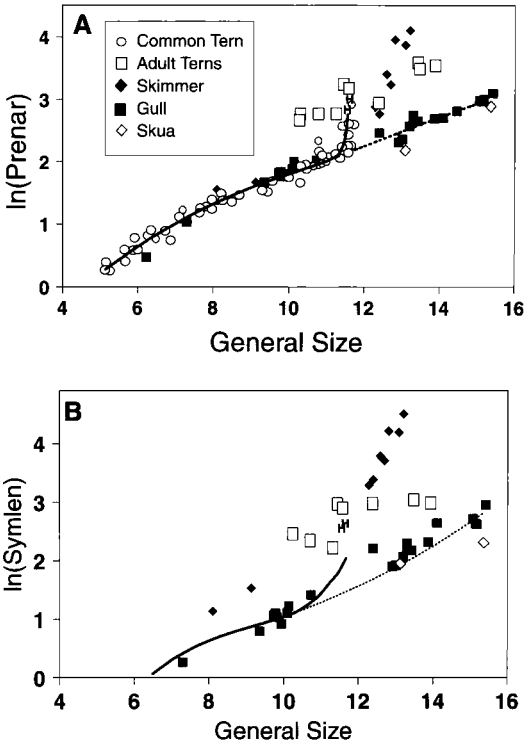 A
Common Tern
Adult Terns
Skimmer
Gull
Skua
ln(Prenar)
4
3
2
1
0
4 6 8 10 12 14 16
General Size
B
ln(Symlen)
4
3
2
1
0
4 6 8 10 12 14 16
General Size